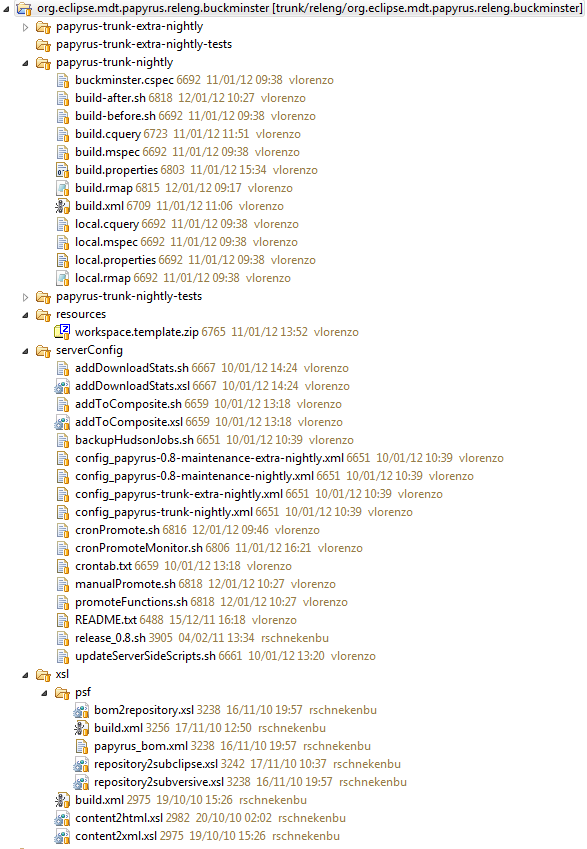 org.eclipse.mdt.papyrus.releng.buckminster [trunk/releng/org.eclipse.mdt.papyrus.releng.buckminster]
papyrus-trunk-extra-nightly
papyrus-trunk-extra-nightly-tests
papyrus-trunk-nightly
buckminster.cspec 6692 11/01/12 09:38 vlorenzo
build-after.sh 6818 12/01/12 10:27 vlorenzo
build-before.sh 6692 11/01/12 09:38 vlorenzo
build.cquery 6723 11/01/12 11:51 vlorenzo
build.mspec 6692 11/01/12 09:38 vlorenzo
build.properties 6803 11/01/12 15:34 vlorenzo
build.rmap 6815 12/01/12 09:17 vlorenzo
build.xml 6709 11/01/12 11:06 vlorenzo
local.cquery 6692 11/01/12 09:38 vlorenzo
local.mspec 6692 11/01/12 09:38 vlorenzo
local.properties 6692 11/01/12 09:38 vlorenzo
local.rmap 6692 11/01/12 09:38 vlorenzo
papyrus-trunk-nightly-tests
resources
workspace.template.zip 6765 11/01/12 13:52 vlorenzo
serverConfig
addDownloadStats.sh 6667 10/01/12 14:24 vlorenzo
addDownloadStats.xsl 6667 10/01/12 14:24 vlorenzo
addToComposite.sh 6659 10/01/12 13:18 vlorenzo
addToComposite.xsl 6659 10/01/12 13:18 vlorenzo
backupHudsonJobs.sh 6651 10/01/12 10:39 vlorenzo
config_papyrus-0.8-maintenance-extra-nightly.xml 6651 10/01/12 10:39 vlorenzo
config_papyrus-0.8-maintenance-nightly.xml 6651 10/01/12 10:39 vlorenzo
config_papyrus-trunk-extra-nightly.xml 6651 10/01/12 10:39 vlorenzo
config_papyrus-trunk-nightly.xml 6651 10/01/12 10:39 vlorenzo
cronPromote.sh 6816 12/01/12 09:46 vlorenzo
cronPromoteMonitor.sh 6806 11/01/12 16:21 vlorenzo
crontab.txt 6659 10/01/12 13:18 vlorenzo
manualPromote.sh 6818 12/01/12 10:27 vlorenzo
promoteFunctions.sh 6818 12/01/12 10:27 vlorenzo
README.txt 6488 15/12/11 16:18 vlorenzo
release_0.8.sh 3905 04/02/11 13:34 rschnekenbu
updateServerSideScripts.sh 6661 10/01/12 13:20 vlorenzo
xsl
psf
bom2repository.xsl 3238 16/11/10 19:57 rschnekenbu
build.xml 3256 17/11/10 12:50 rschnekenbu
papyrus_bom.xml 3238 16/11/10 19:57 rschnekenbu
repository2subclipse.xsl 3242 17/11/10 10:37 rschnekenbu
repository2subversive.xsl 3238 16/11/10 19:57 rschnekenbu
build.xml 2975 19/10/10 15:26 rschnekenbu
content2html.xsl 2982 20/10/10 02:02 rschnekenbu
content2xml.xsl 2975 19/10/10 15:26 rschnekenbu